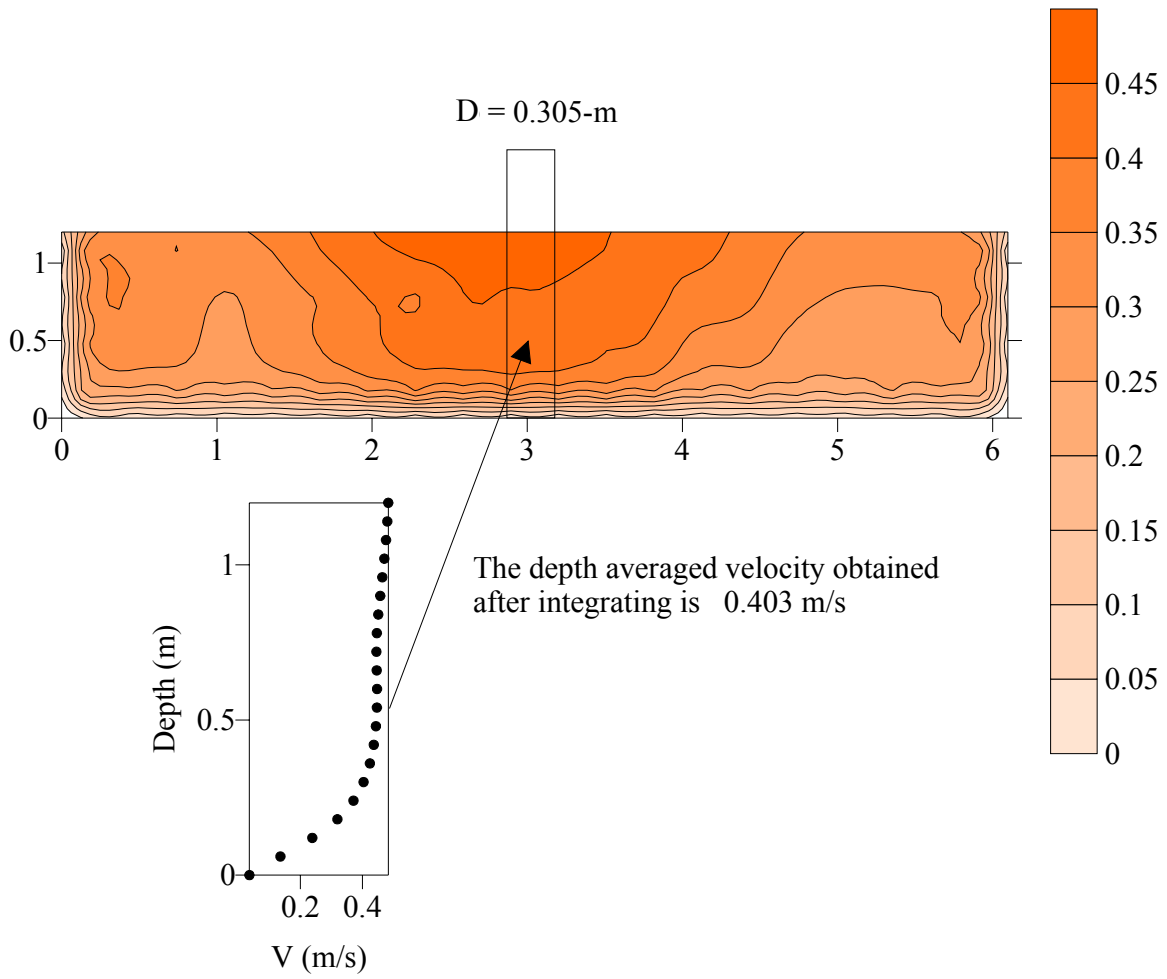 D = 0.305-m
0.45
0.4
0.35
0.3
0.25
0.2
0.15
0.1
0.05
0
1
0.5
0
0 1 2 3 4 5 6
The depth averaged velocity obtained
after integrating is 0.403 m/s
Depth (m)
1
0.5
0
0.2 0.4
V (m/s)